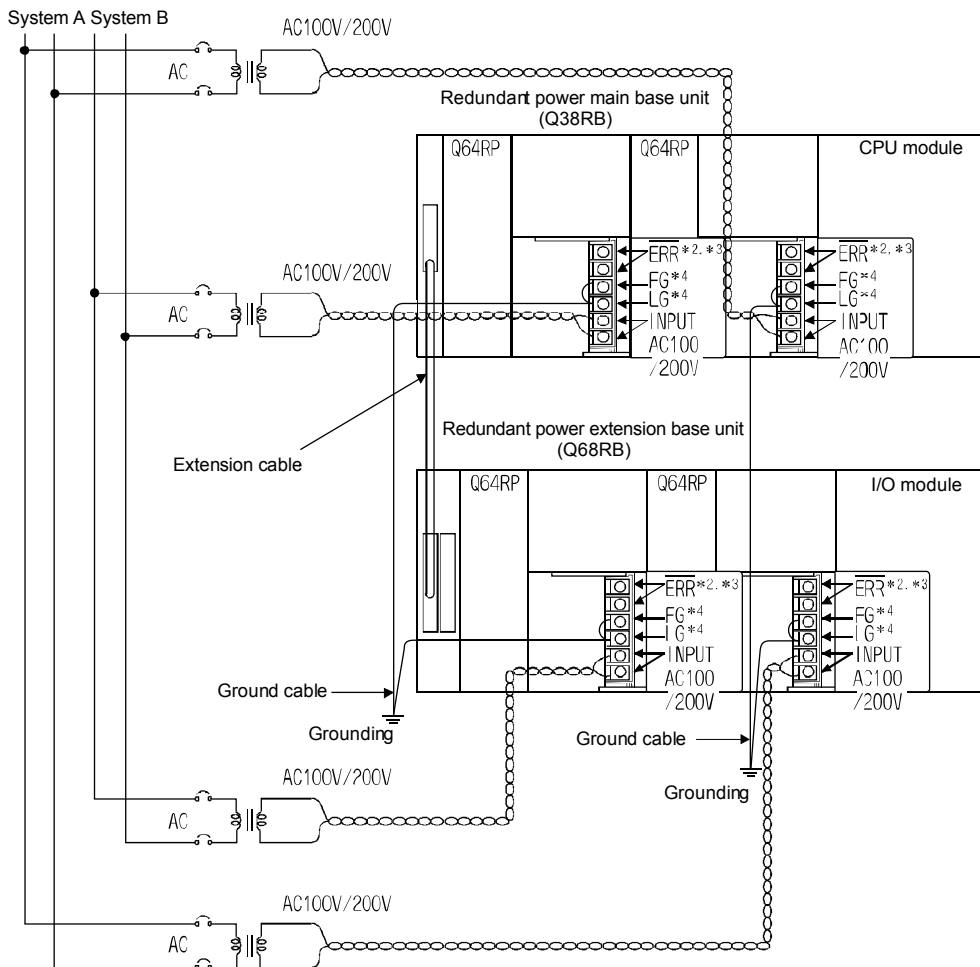 System A System B
AC100V/200V
AC
Redundant power main base unit
(Q38RB)
Q64RP
Q64RP
CPU module
ERR*2, *3
FG*4
LG*4
INPUT
AC100
/200V
ERR*2, *3
FG*4
LG*4
INPUT
AC100
/200V
AC100V/200V
AC
Extension cable
Redundant power extension base unit
(Q68RB)
Q64RP
Q64RP
I/O module
ERR*2, *3
FG*4
LG*4
INPUT
AC100
/200V
ERR*2, *3
FG*4
LG*4
INPUT
AC100
/200V
Ground cable
Grounding
Ground cable
Grounding
AC100V/200V
AC
AC100V/200V
AC